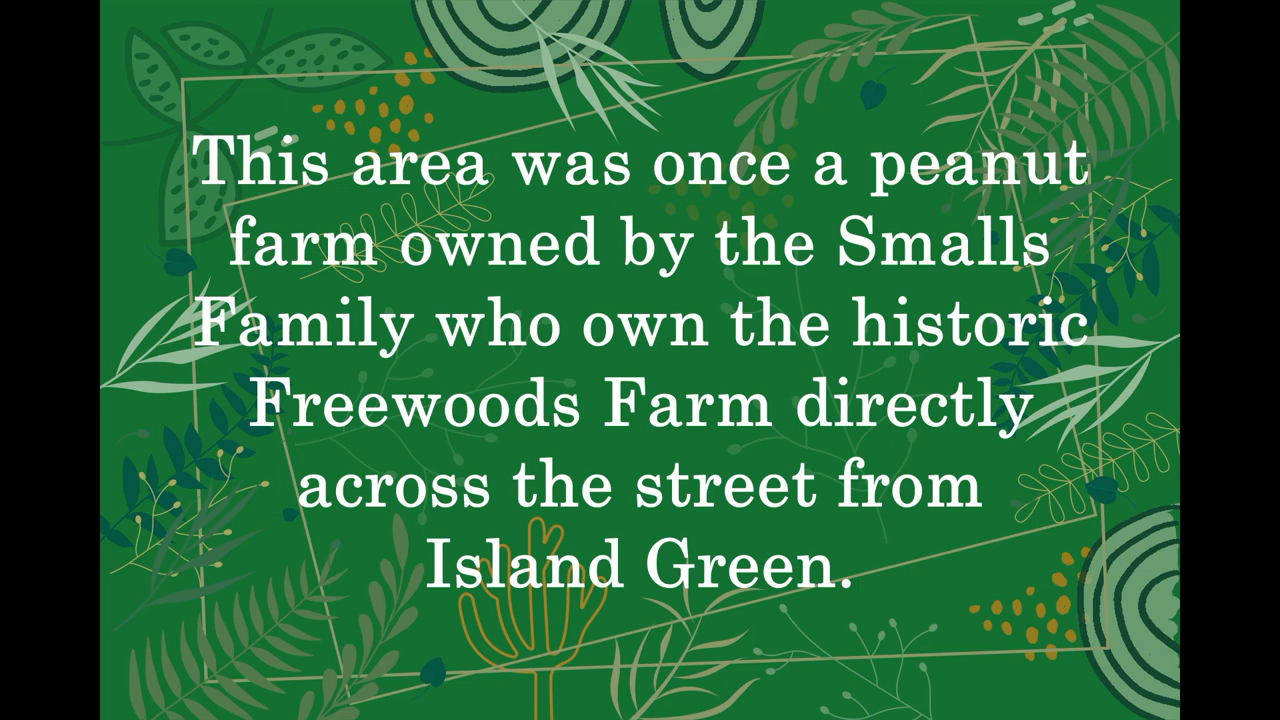 This area was once a peanut
farm owned by the Smalls
Family who own the historic
Freewoods Farm directly
across the street from
Island Green.